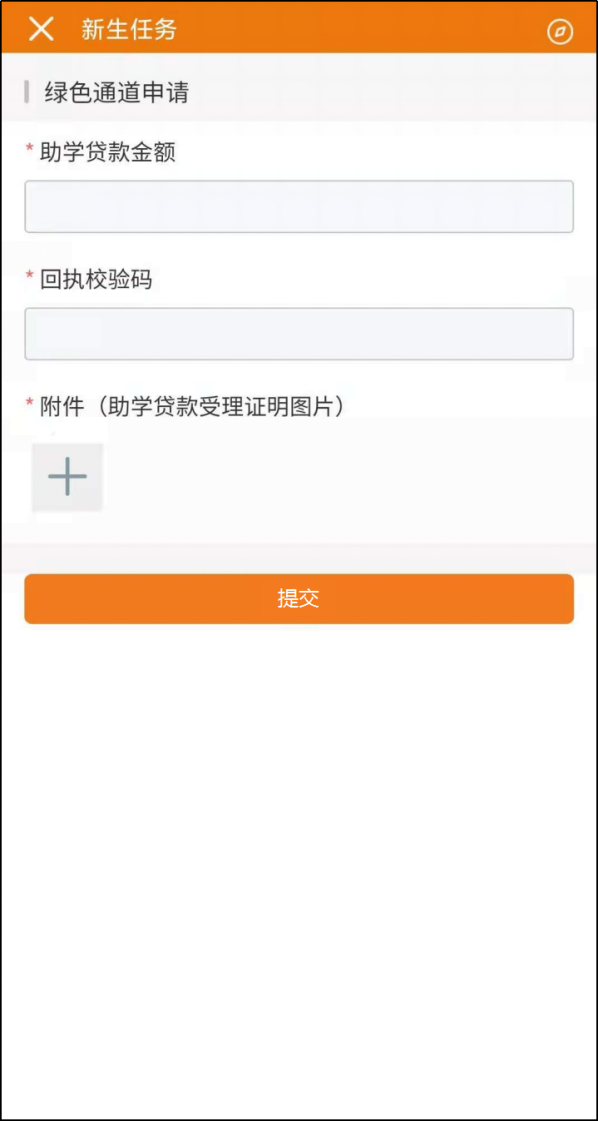 新生任务
绿色通道申请
* 助学贷款金额
* 回执校验码
* 附件（助学贷款受理证明图片）
提交